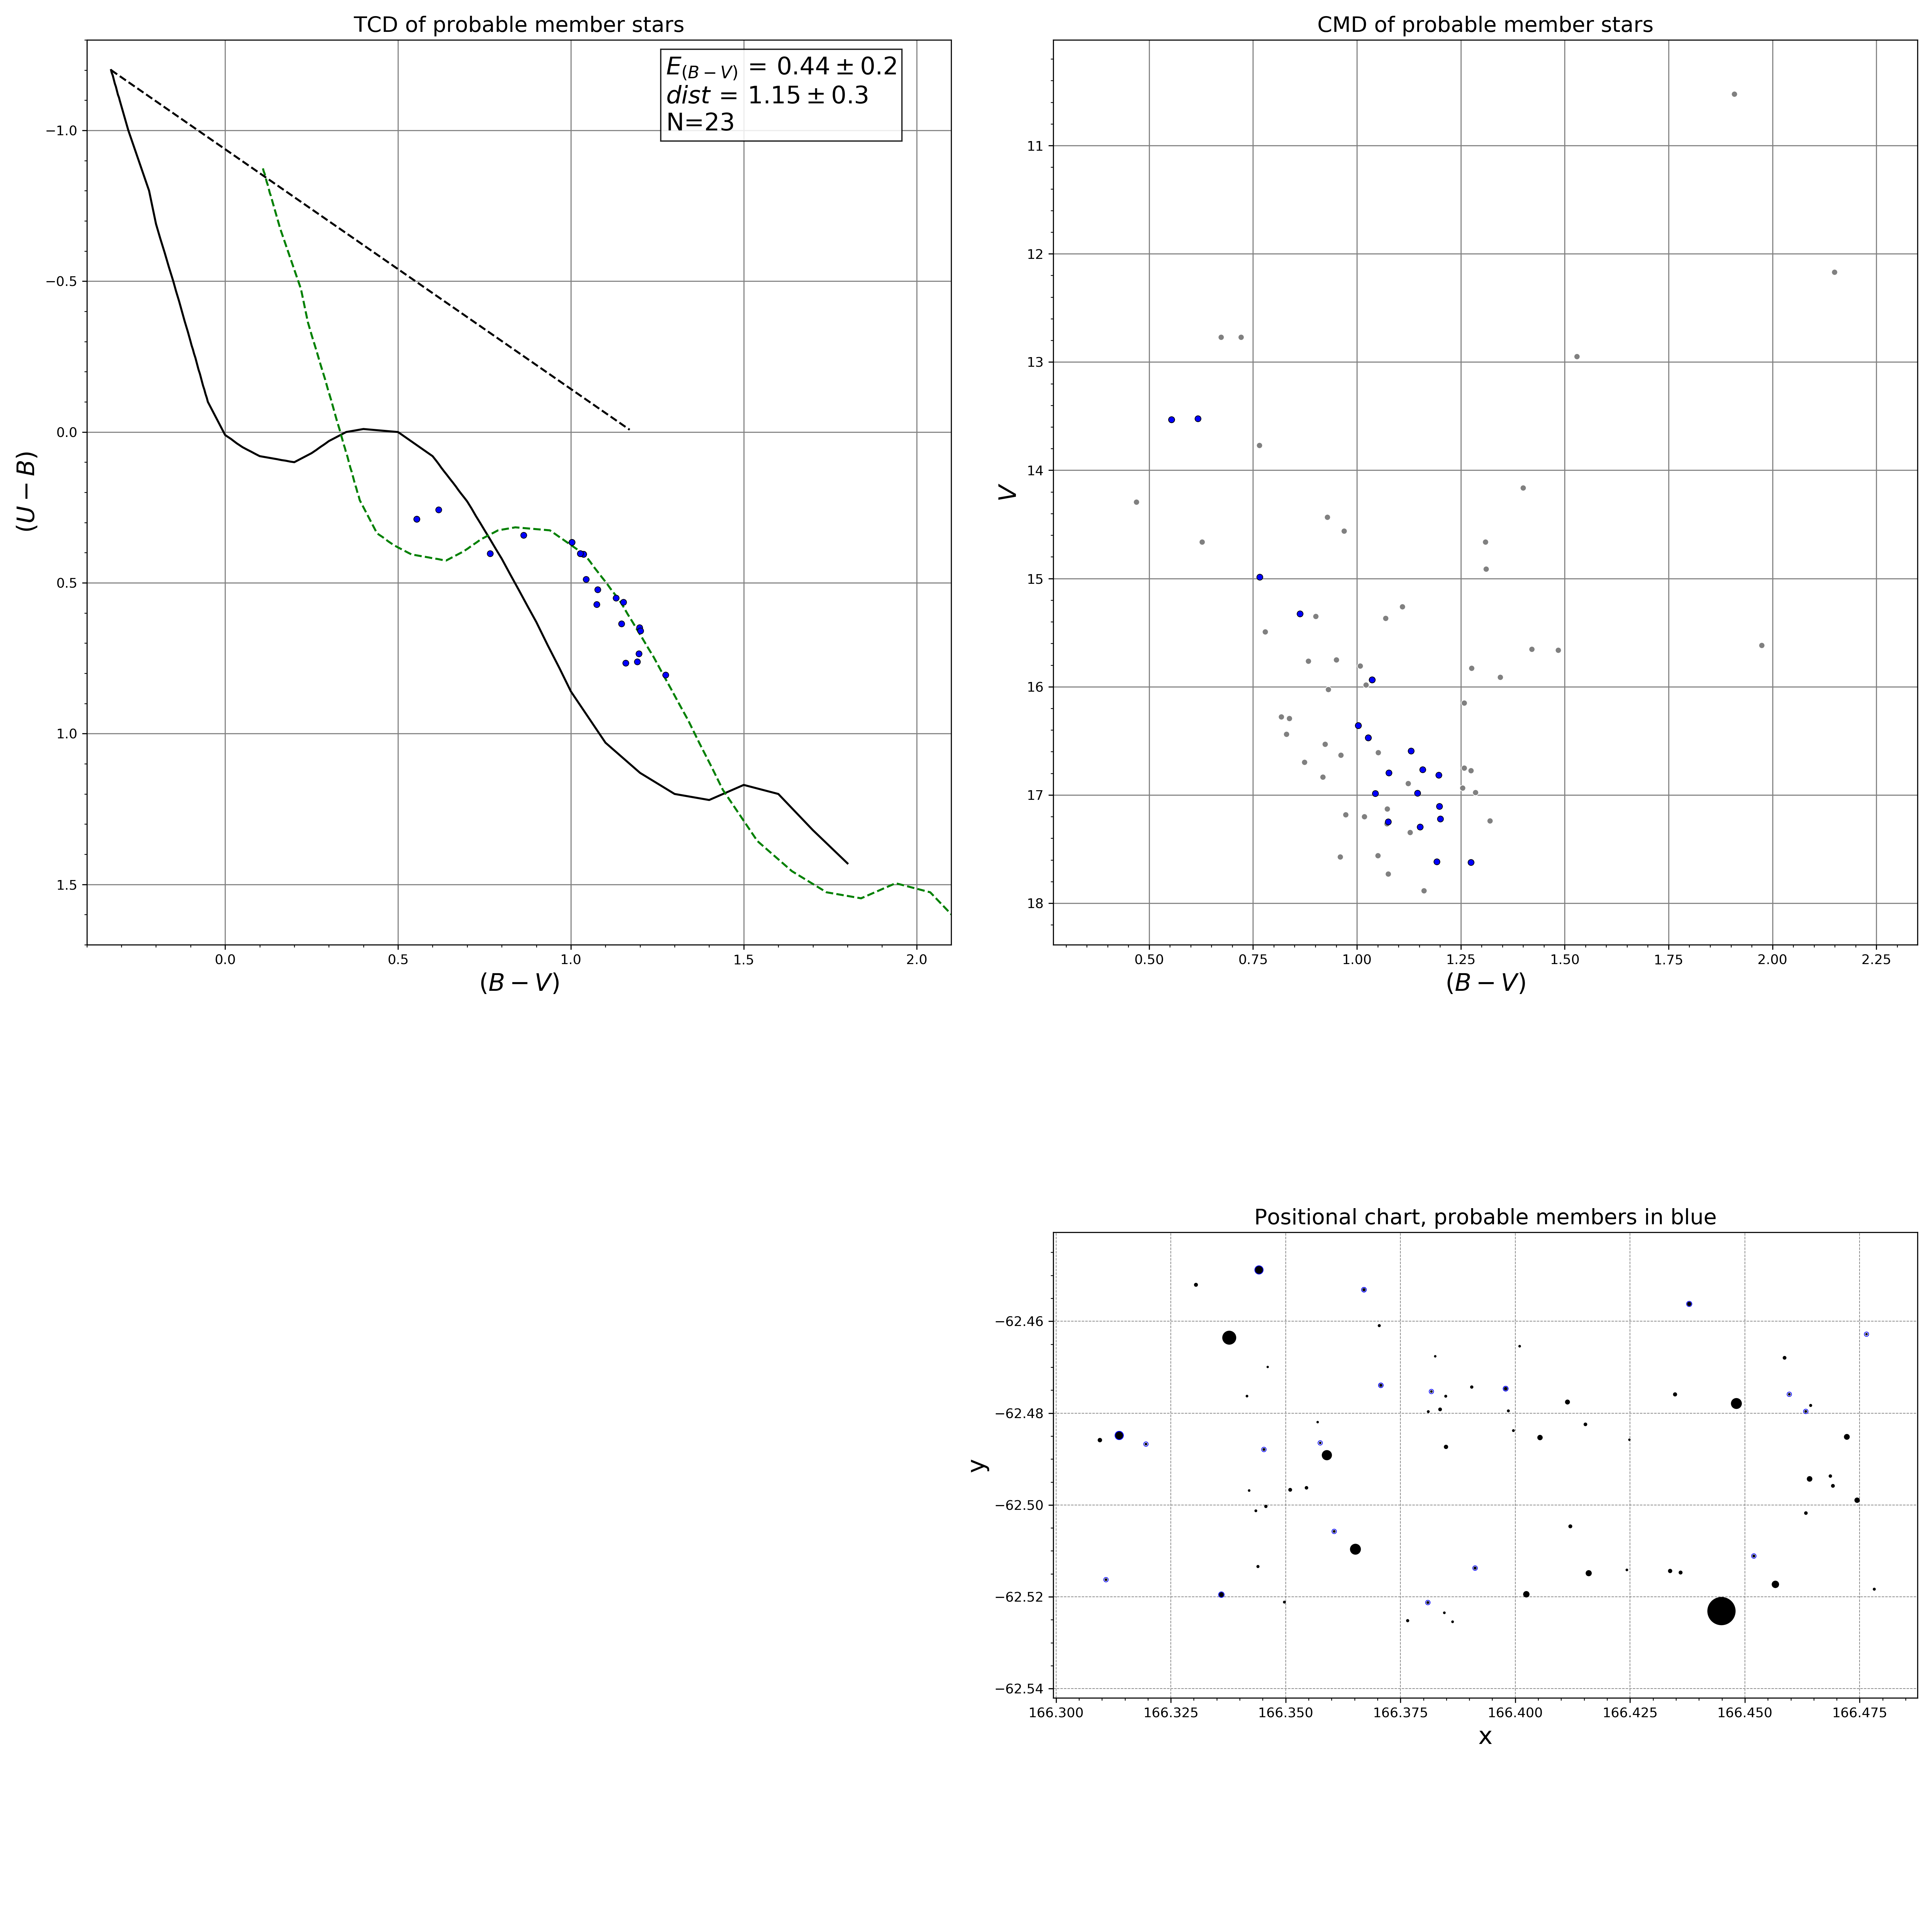 TCD of probable member stars
E(B − V) = 0.44 ± 0.2
dist = 1.15 ± 0.3
N=23
−1.0
−0.5
0.0
0.5
1.0
1.5
(U − B)
0.0 0.5 1.0 1.5 2.0
(B − V)
CMD of probable member stars
11
12
13
14
15
16
17
18
V
0.50 0.75 1.00 1.25 1.50 1.75 2.00 2.25
(B − V)
Positional chart, probable members in blue
−62.46
−62.48
−62.50
−62.52
−62.54
y
166.300 166.325 166.350 166.375 166.400 166.425 166.450 166.475
x